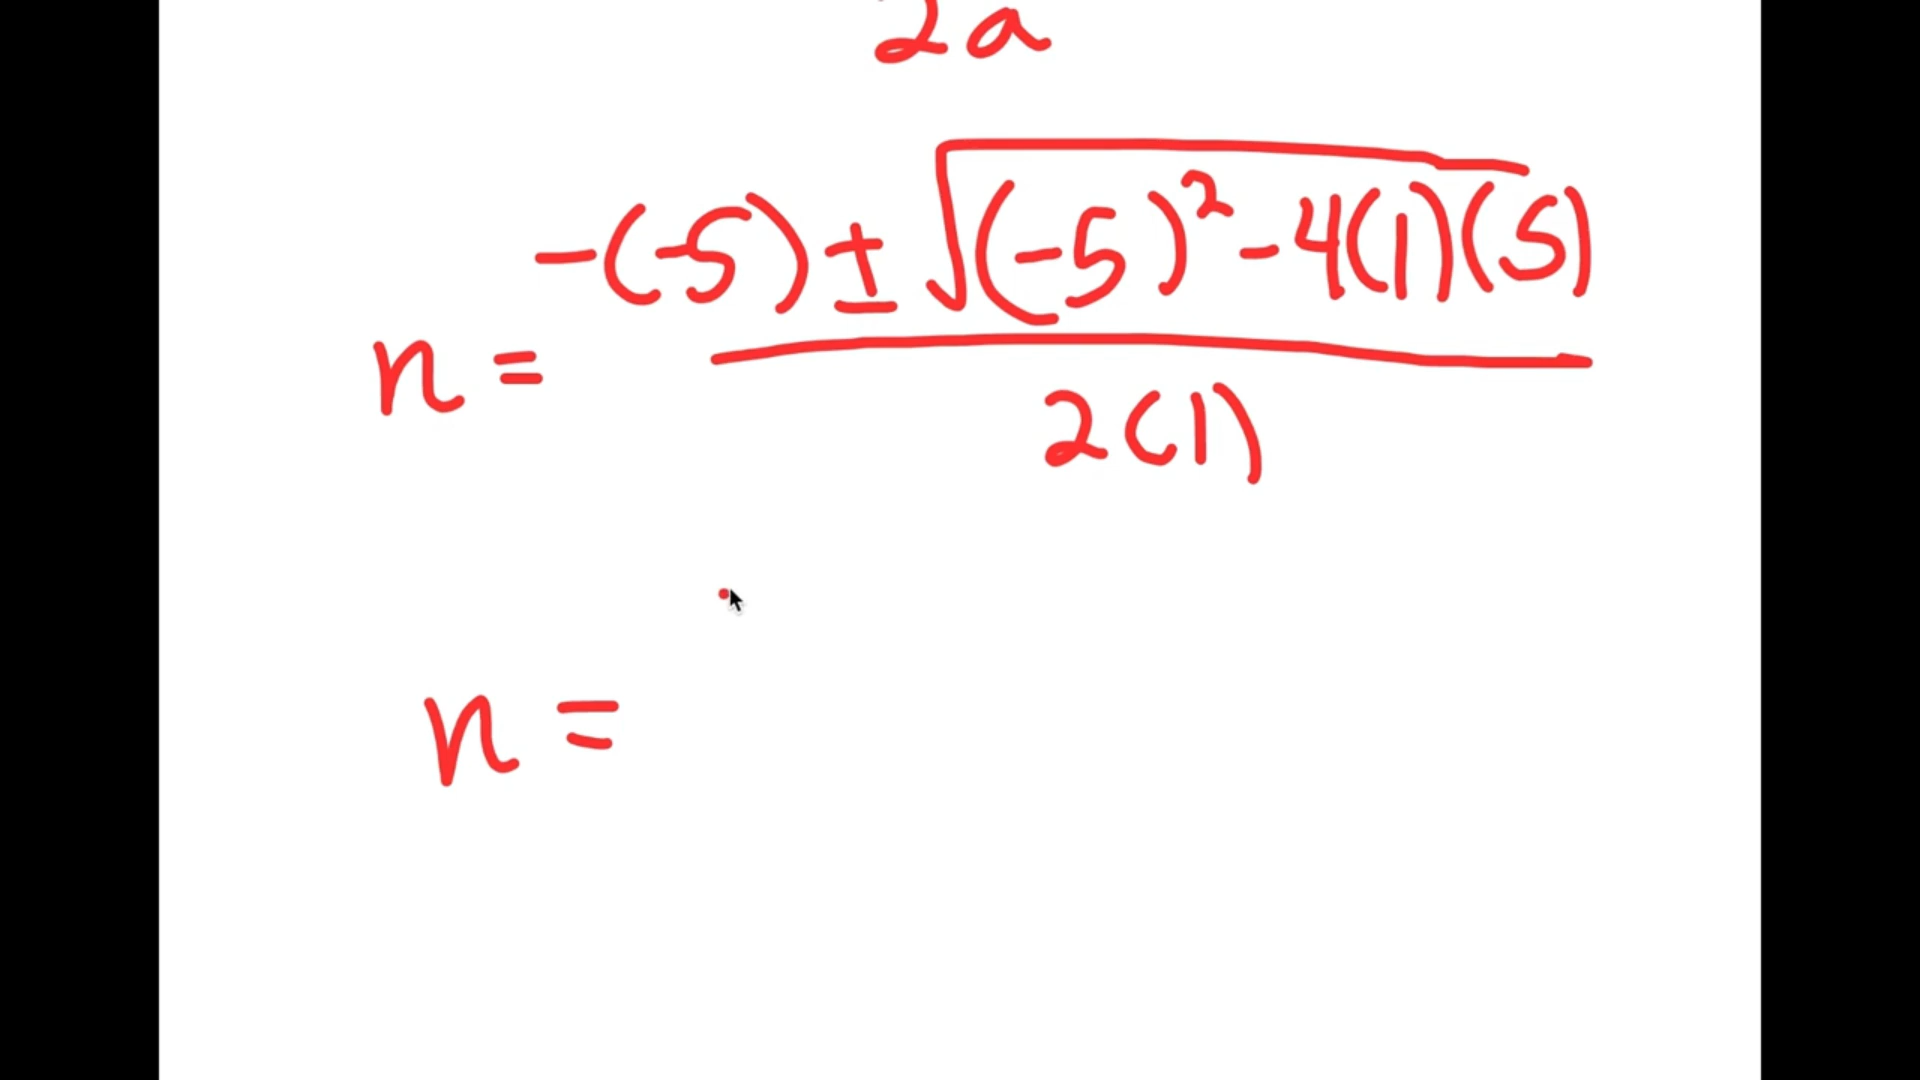 2a
n = -(-5) ± √(-5)² - 4(1)(5)
2(1)
n =